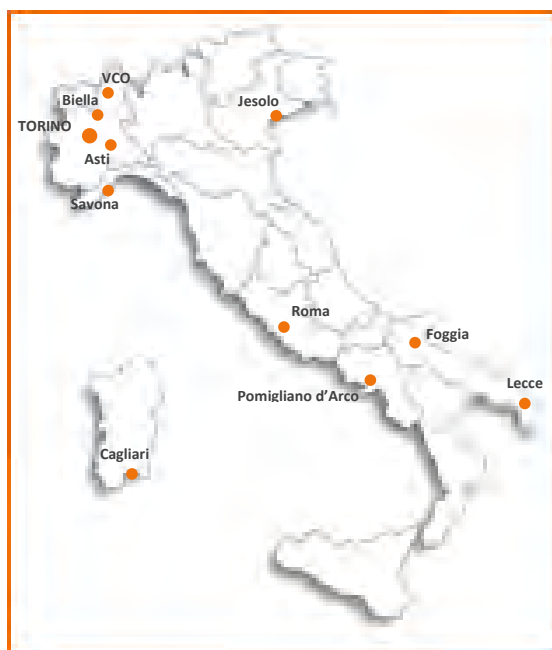 VCO
Biella
Jesolo
TORINO
Asti
Savona
Roma
Foggia
Lecce
Pomigliano d’Arco
Cagliari